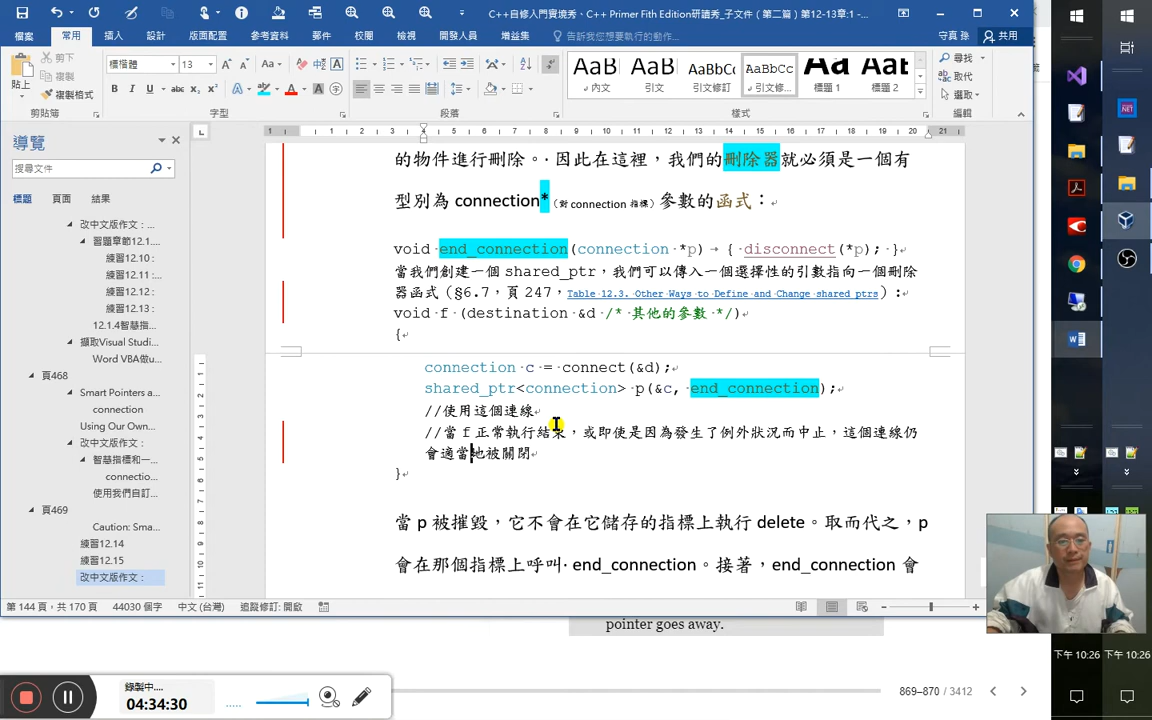 C++自修入門實境秀、C++ Primer Fith Edition研讀秀_子文件（第二篇）第12-13章:1 -...
檔案 常用 插入 設計 版面配置 參考資料 郵件 校閱 檢視 開發人員 增益集 告訴我您想要執行的動作... 守真 孫 共用
貼上 剪下 複製 複製格式
標楷體 13
AaB 內文 AaB 引文 AaBbCc 引文修訂 AaBbCc 引文修... AaB 標題 1 AaB 標題 2
尋找 取代 選取
剪貼簿 字型 段落 樣式 編輯
導覽
搜尋文件
標題 頁面 結果
改中文版作文：...
習題章節12.1...
練習12.10：
練習12.11：
練習12.12：
練習12.13：
12.1.4智慧指...
擷取Visual Studi...
Word VBA做u...
頁468
Smart Pointers a...
connection
Using Our Own...
改中文版作文：...
智慧指標和一...
connectio...
使用我們自訂...
頁469
Caution: Sma...
練習12.14
練習12.15
改中文版作文：
的物件進行刪除。因此在這裡，我們的刪除器就必須是一個有
型別為 connection*（對 connection 指標）參數的函式：
void end_connection(connection *p) → { disconnect(*p); }
當我們創建一個 shared_ptr，我們可以傳入一個選擇性的引數指向一個刪除
器函式（§6.7，頁 247，Table 12.3. Other Ways to Define and Change shared_ptrs）:
void f (destination &d /* 其他的參數 */)
{
connection c = connect(&d);
shared_ptr<connection> p(&c, end_connection);
//使用這個連線
//當 f 正常執行結束，或即使是因為發生了例外狀況而中止，這個連線仍
會適當地被關閉
}
當 p 被摧毀，它不會在它儲存的指標上執行 delete。取而代之，p
會在那個指標上呼叫 end_connection。接著，end_connection 會
第 144 頁，共 170 頁 44030 個字 中文 (台灣) 追蹤修訂: 開啟
pointer goes away.
錄製中....
04:34:30
869–870 / 3412
下午 10:26 下午 10:26